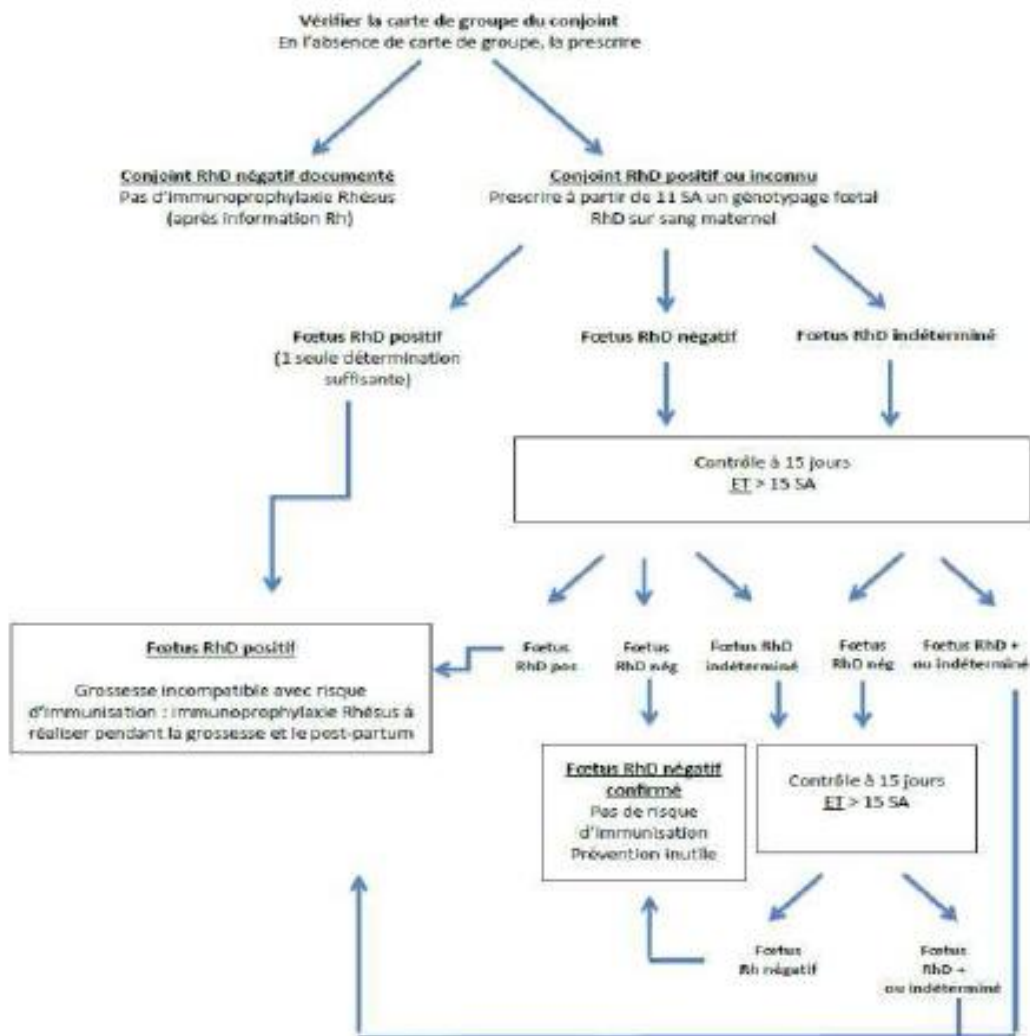 Vérifier la carte de groupe du conjoint
En l'absence de carte de groupe, la prescrire
Conjoint RhD négatif documenté
Pas d'immunoprophylaxie Rhésus
(après information Rh)
Conjoint RhD positif ou inconnu
Prescrire à partir de 11 SA un génotypage fœtal
RhD sur sang maternel
Fœtus RhD positif
(1 seule détermination
suffisante)
Fœtus RhD négatif
Fœtus RhD indéterminé
Contrôle à 15 jours
ET > 15 SA
Fœtus
RhD pos
Fœtus
RhD nég
Fœtus RhD
indéterminé
Fœtus
RhD nég
Fœtus RhD +
ou indéterminé
Fœtus RhD positif
Grossesse incompatible avec risque
d'immunisation : immunoprophylaxie Rhésus à
réaliser pendant la grossesse et le post-partum
Fœtus RhD négatif
confirmé
Pas de risque
d'immunisation
Prévention inutile
Contrôle à 15 jours
ET > 15 SA
Fœtus
Rh négatif
Fœtus
RhD +
ou indéterminé